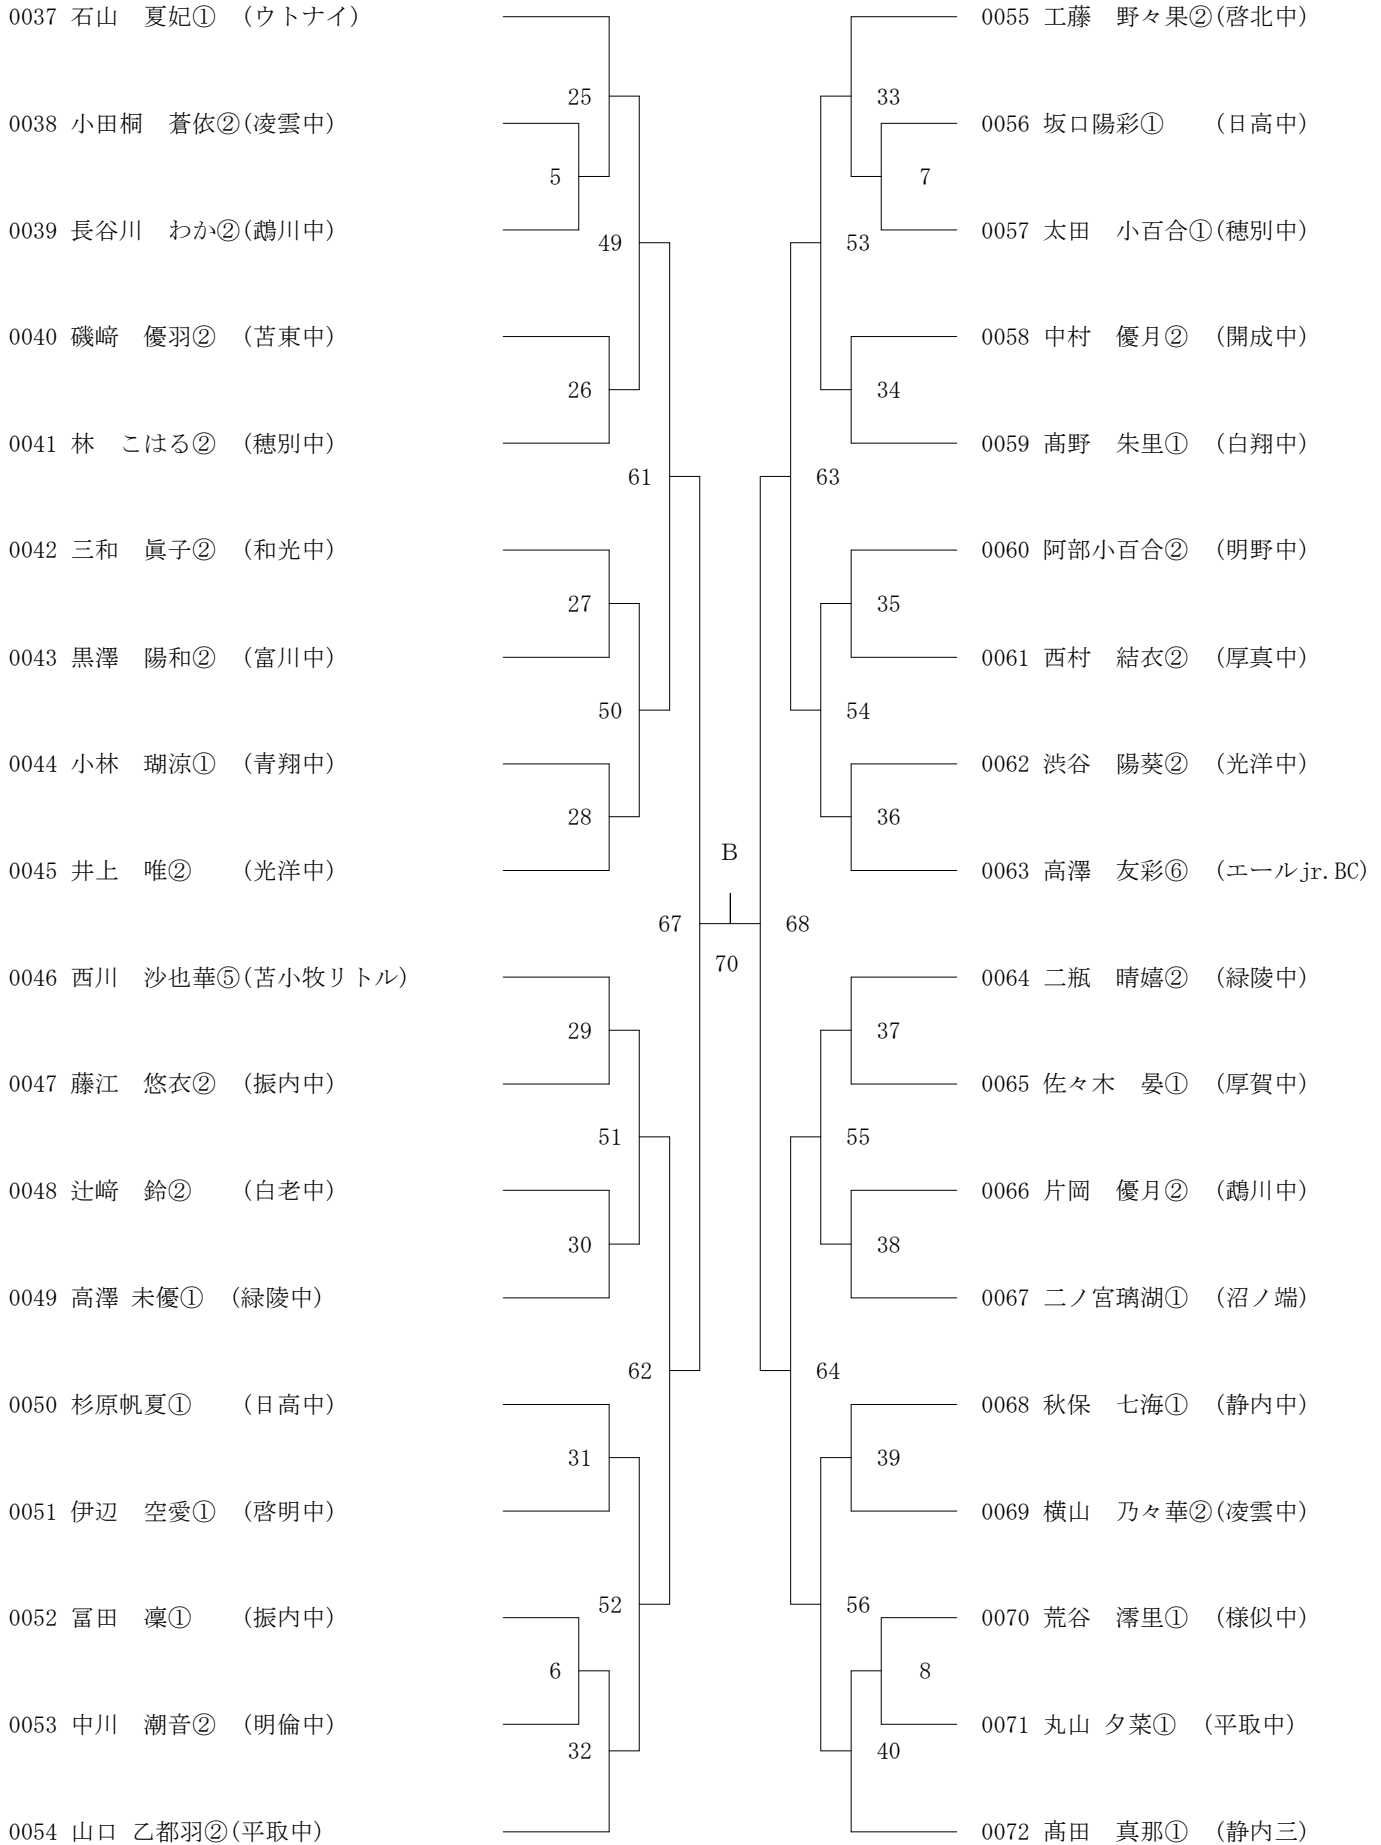 0037 石山　夏妃①　(ウトナイ)
25
0038 小田桐　蒼依②(凌雲中)
5
0039 長谷川　わか②(鵡川中)
49
0040 磯﨑　優羽②　(苫東中)
26
0041 林　こはる②　(穂別中)
61
0042 三和　眞子②　(和光中)
27
0043 黒澤　陽和②　(富川中)
50
0044 小林　瑚涼①　(青翔中)
28
0045 井上　唯②　　(光洋中)
67
0046 西川　沙也華⑤(苫小牧リトル)
29
0047 藤江　悠衣②　(振内中)
51
0048 辻﨑　鈴②　　(白老中)
30
0049 高澤 未優①　(緑陵中)
62
0050 杉原帆夏①　　(日高中)
31
0051 伊辺　空愛①　(啓明中)
52
0052 冨田　凜①　　(振内中)
6
0053 中川　潮音②　(明倫中)
32
0054 山口 乙都羽②(平取中)
B
70
0055 工藤　野々果②(啓北中)
33
0056 坂口陽彩①　　(日高中)
7
0057 太田　小百合①(穂別中)
53
0058 中村　優月②　(開成中)
34
0059 髙野　朱里①　(白翔中)
63
0060 阿部小百合②　(明野中)
35
0061 西村　結衣②　(厚真中)
54
0062 渋谷　陽葵②　(光洋中)
36
0063 高澤　友彩⑥　(エールjr.BC)
68
0064 二瓶　晴嬉②　(緑陵中)
37
0065 佐々木　晏①　(厚賀中)
55
0066 片岡　優月②　(鵡川中)
38
0067 二ノ宮璃湖①　(沼ノ端)
64
0068 秋保　七海①　(静内中)
39
0069 横山　乃々華②(凌雲中)
56
0070 荒谷　澪里①　(様似中)
8
0071 丸山 夕菜①　(平取中)
40
0072 髙田　真那①　(静内三)